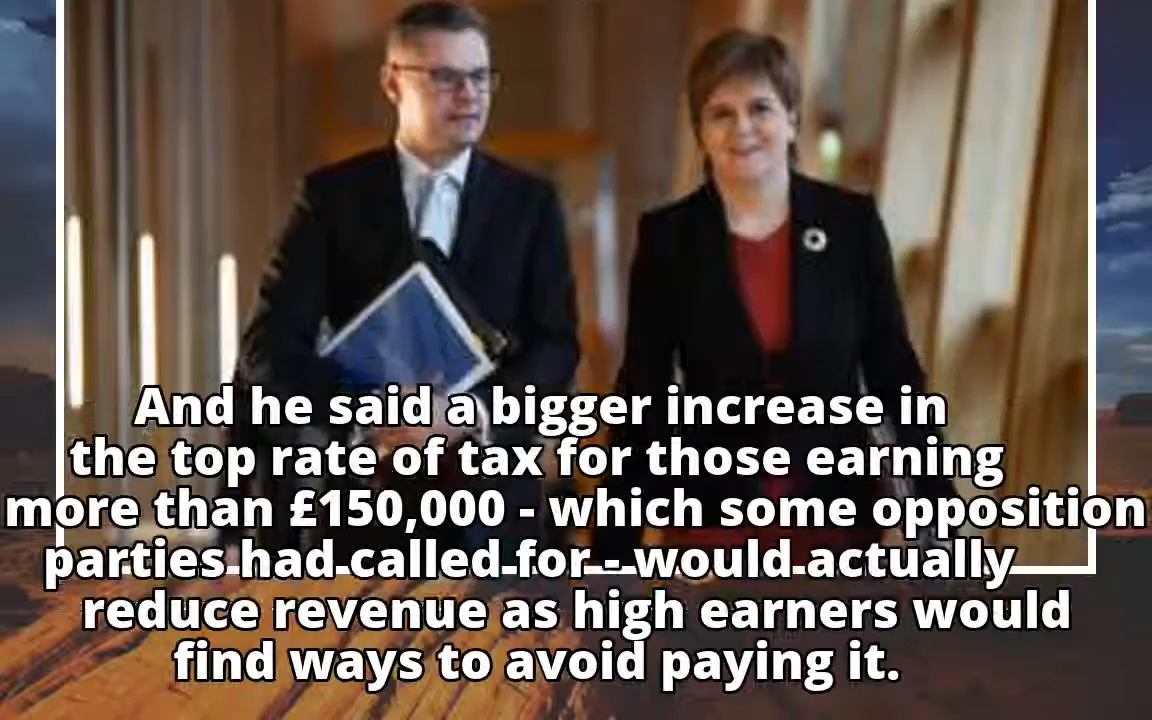 And he said a bigger increase in
the top rate of tax for those earning
more than £150,000 - which some opposition
parties had called for - would actually
reduce revenue as high earners would
find ways to avoid paying it.